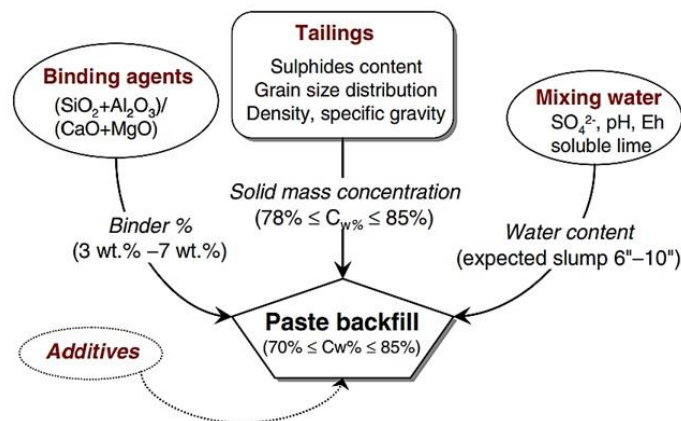 Tailings
Sulphides content
Grain size distribution
Density, specific gravity
Binding agents
(SiO₂+Al₂O₃)/
(CaO+MgO)
Mixing water
SO₄²⁻, pH, Eh
soluble lime
Solid mass concentration
(78% ≤ Cw% ≤ 85%)
Binder %
(3 wt.% –7 wt.%)
Water content
(expected slump 6"–10")
Paste backfill
(70% ≤ Cw% ≤ 85%)
Additives